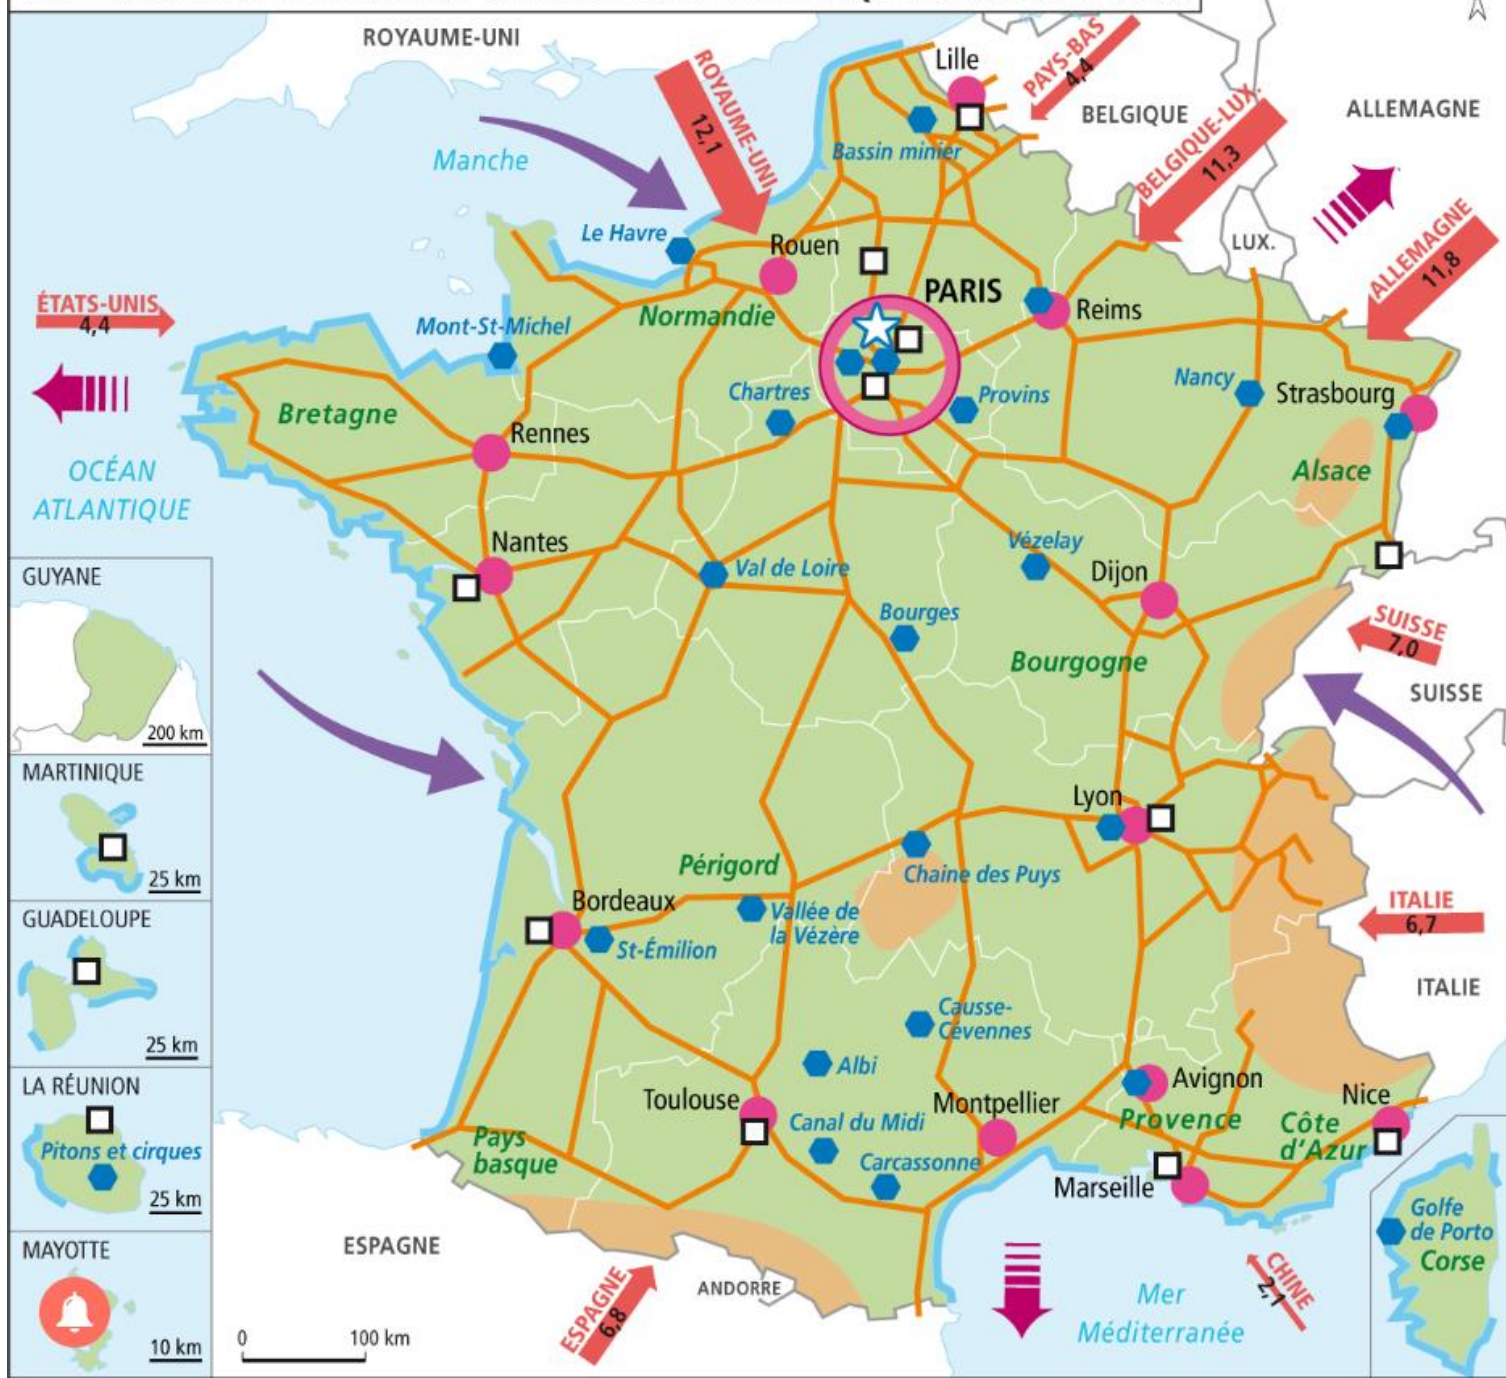 ROYAUME-UNI
Lille
PAYS-BAS
4,4
BELGIQUE
ALLEMAGNE
ROYAUME-UNI
12,1
Manche
Bassin minier
BELGIQUE-LUX.
11,3
Le Havre
Rouen
LUX.
ALLEMAGNE
11,8
PARIS
ÉTATS-UNIS
4,4
Mont-St-Michel
Normandie
Reims
Chartres
Provins
Nancy
Strasbourg
Bretagne
Rennes
OCÉAN
ATLANTIQUE
Alsace
Nantes
Val de Loire
Vézelay
Dijon
GUYANE
200 km
Bourges
Bourgogne
SUISSE
7,0
SUISSE
MARTINIQUE
25 km
Lyon
Périgord
Chaine des Puys
Bordeaux
Vallée de
la Vézère
St-Émilion
ITALIE
6,7
ITALIE
GUADELOUPE
25 km
Causse-
Cévennes
Albi
LA RÉUNION
Pitons et cirques
25 km
Toulouse
Montpellier
Avignon
Nice
Canal du Midi
Provence
Côte
d'Azur
Pays
basque
Carcassonne
Marseille
Golfe
de Porto
Corse
MAYOTTE
10 km
ESPAGNE
ANDORRE
ESPAGNE
6,8
CHINE
2,1
Mer
Méditerranée
0
100 km